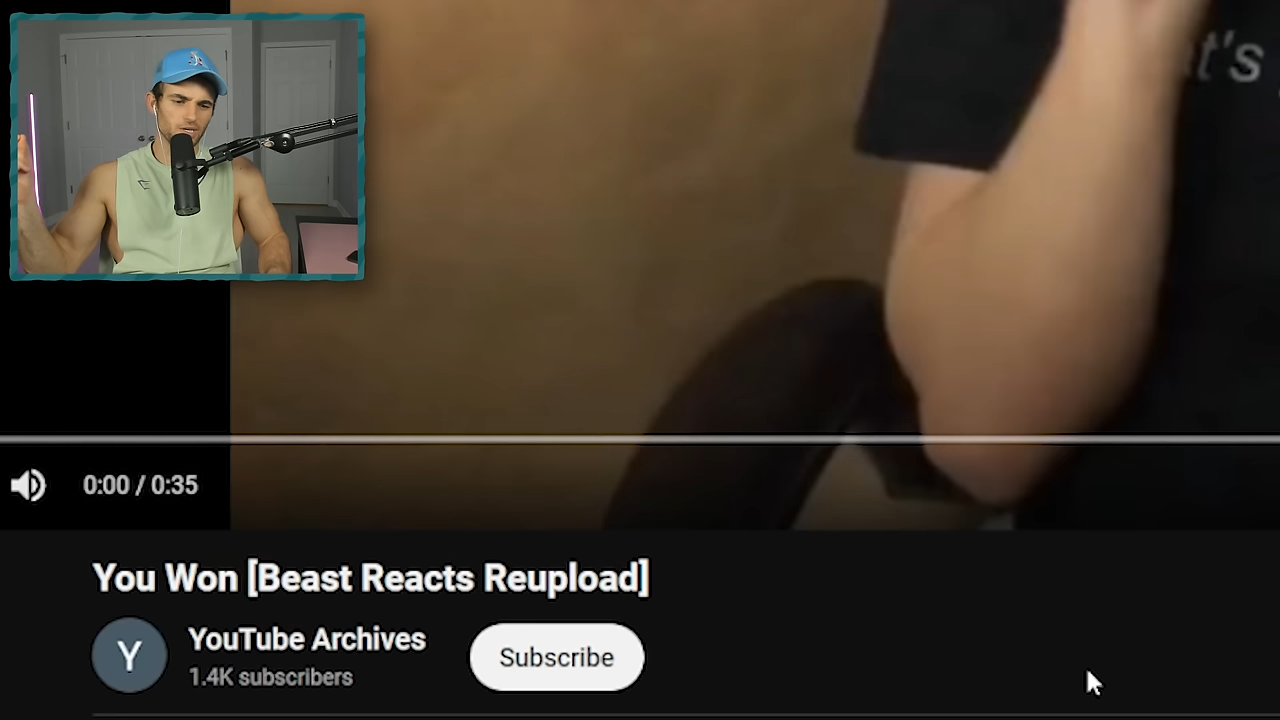 t's
0:00 / 0:35
You Won [Beast Reacts Reupload]
Y
YouTube Archives
1.4K subscribers
Subscribe